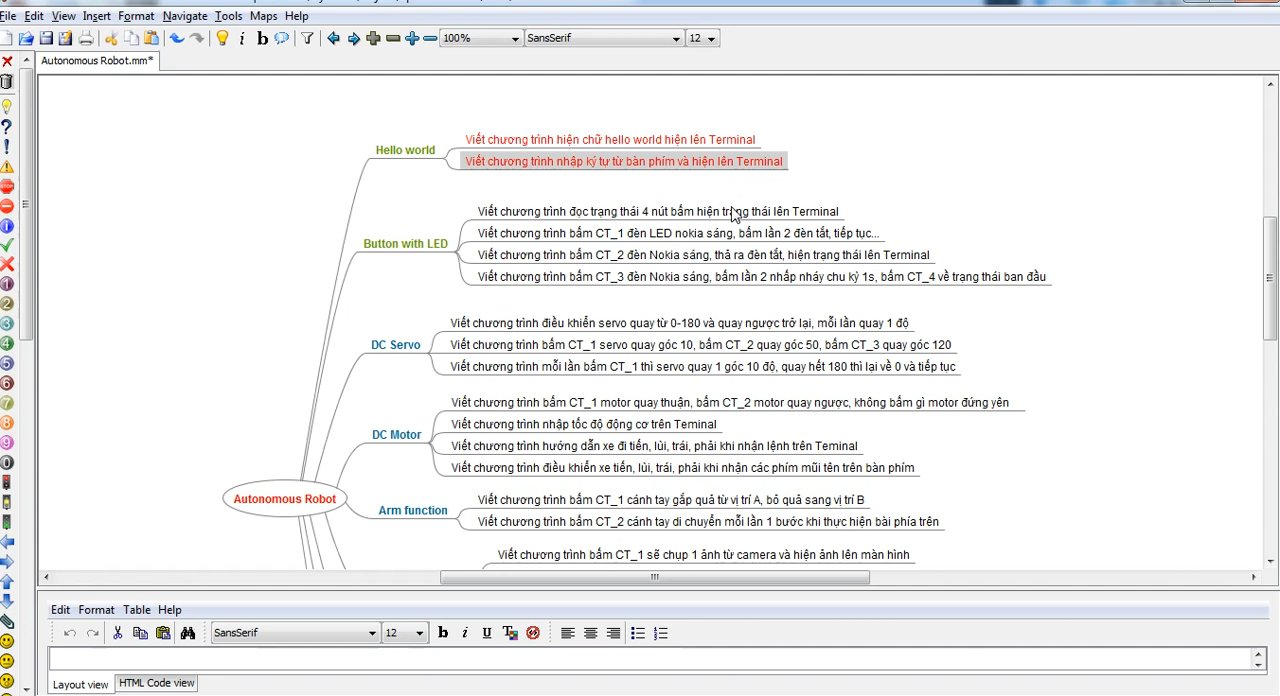 File Edit View Insert Format Navigate Tools Maps Help
100% SansSerif 12
Autonomous Robot.mm*
Hello world
Viết chương trình hiện chữ hello world hiện lên Terminal
Viết chương trình nhập ký tự từ bàn phím và hiện lên Terminal
Button with LED
Viết chương trình đọc trạng thái 4 nút bấm hiện trạng thái lên Terminal
Viết chương trình bấm CT_1 đèn LED nokia sáng, bấm lần 2 đèn tắt, tiếp tục...
Viết chương trình bấm CT_2 đèn Nokia sáng, thả ra đèn tắt, hiện trạng thái lên Terminal
Viết chương trình bấm CT_3 đèn Nokia sáng, bấm lần 2 nhấp nháy chu kỳ 1s, bấm CT_4 về trạng thái ban đầu
DC Servo
Viết chương trình điều khiển servo quay từ 0-180 và quay ngược trở lại, mỗi lần quay 1 độ
Viết chương trình bấm CT_1 servo quay góc 10, bấm CT_2 quay góc 50, bấm CT_3 quay góc 120
Viết chương trình mỗi lần bấm CT_1 thì servo quay 1 góc 10 độ, quay hết 180 thì lại về 0 và tiếp tục
DC Motor
Viết chương trình bấm CT_1 motor quay thuận, bấm CT_2 motor quay ngược, không bấm gì motor đứng yên
Viết chương trình nhập tốc độ động cơ trên Teminal
Viết chương trình hướng dẫn xe đi tiến, lùi, trái, phải khi nhận lệnh trên Teminal
Viết chương trình điều khiển xe tiến, lùi, trái, phải khi nhận các phím mũi tên trên bàn phím
Autonomous Robot
Arm function
Viết chương trình bấm CT_1 cánh tay gắp quả từ vị trí A, bỏ quả sang vị trí B
Viết chương trình bấm CT_2 cánh tay di chuyển mỗi lần 1 bước khi thực hiện bài phía trên
Viết chương trình bấm CT_1 sẽ chụp 1 ảnh từ camera và hiện ảnh lên màn hình
Edit Format Table Help
SansSerif 12
Layout view HTML Code view